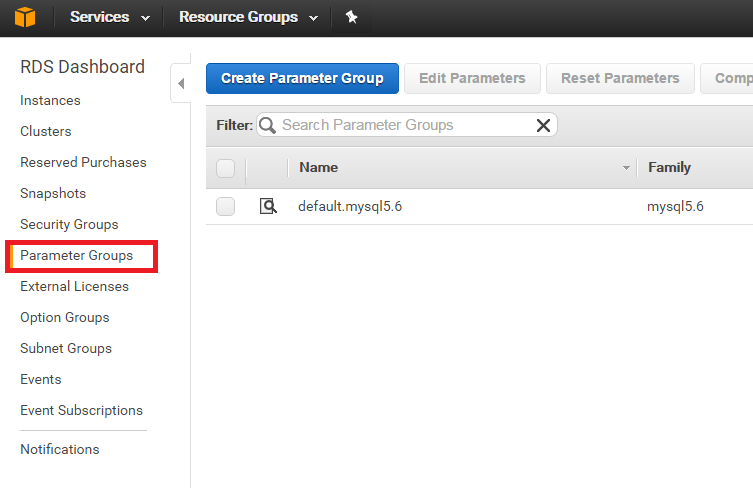 Services Resource Groups
RDS Dashboard
Instances
Clusters
Reserved Purchases
Snapshots
Security Groups
Parameter Groups
External Licenses
Option Groups
Subnet Groups
Events
Event Subscriptions
Notifications
Create Parameter Group Edit Parameters Reset Parameters Comp
Filter: Search Parameter Groups
Name Family
default.mysql5.6 mysql5.6